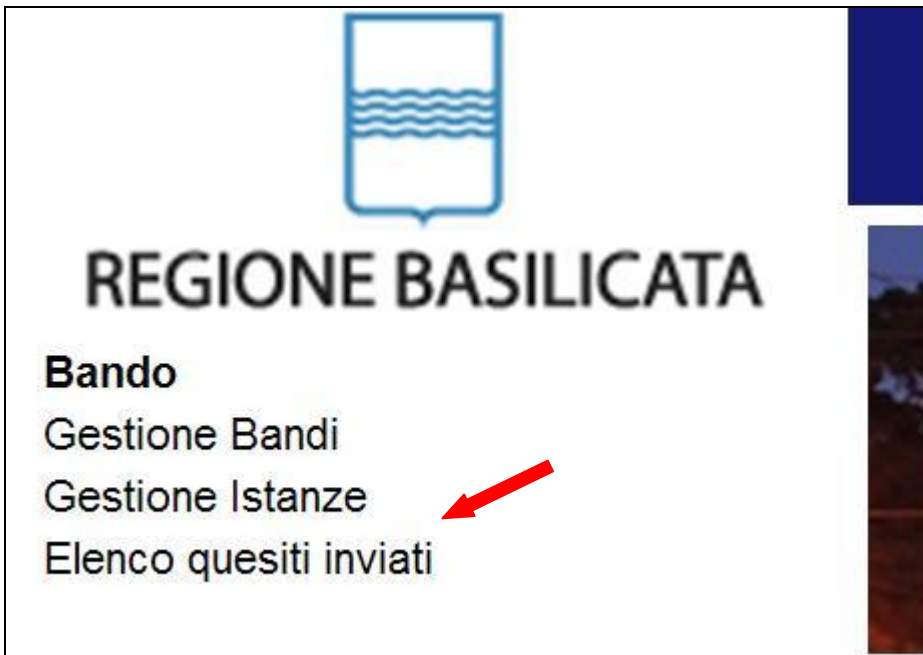 REGIONE BASILICATA
Bando
Gestione Bandi
Gestione Istanze
Elenco quesiti inviati